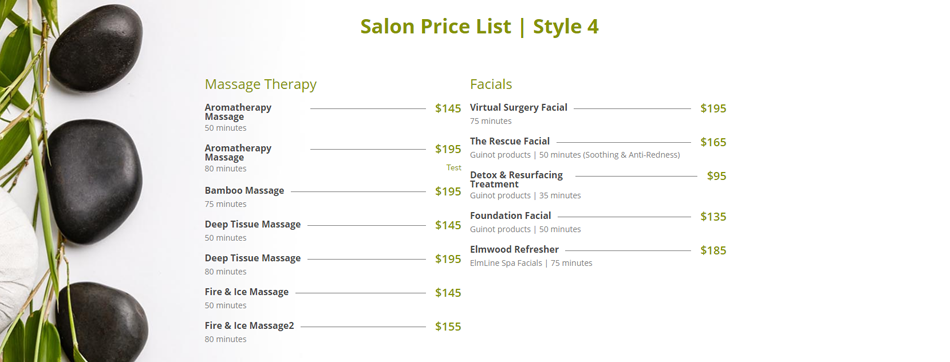 Salon Price List | Style 4
Massage Therapy
Aromatherapy
Massage
$145
50 minutes
Aromatherapy
Massage
$195
80 minutes
Test
Bamboo Massage $195
75 minutes
Deep Tissue Massage $145
50 minutes
Deep Tissue Massage $195
80 minutes
Fire & Ice Massage $145
50 minutes
Fire & Ice Massage2 $155
80 minutes
Facials
Virtual Surgery Facial $195
75 minutes
The Rescue Facial $165
Guinot products | 50 minutes (Soothing & Anti-Redness)
Detox & Resurfacing
Treatment
$95
Guinot products | 35 minutes
Foundation Facial $135
Guinot products | 50 minutes
Elmwood Refresher $185
ElmLine Spa Facials | 75 minutes